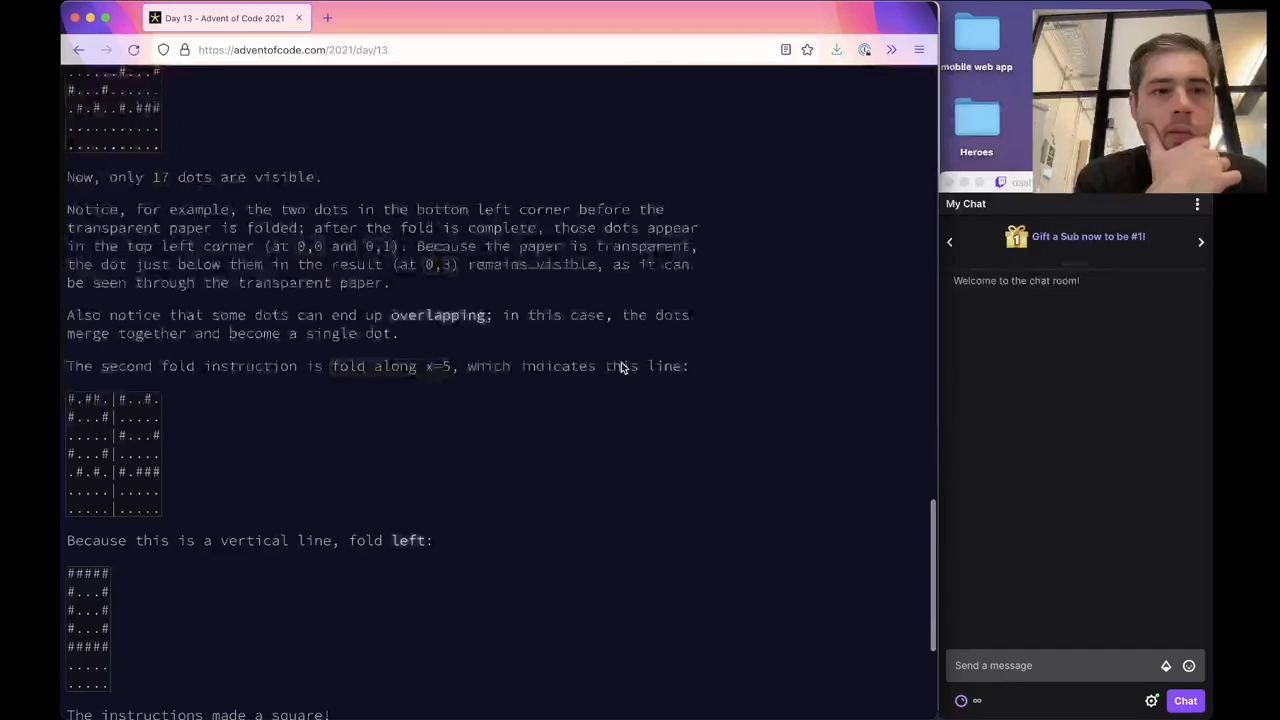 Day 13 - Advent of Code 2021
https://adventofcode.com/2021/day/13
.....#...#
#...#.....
.#.#..#.###
..........
..........
Now, only 17 dots are visible.
Notice, for example, the two dots in the bottom left corner before the
transparent paper is folded; after the fold is complete, those dots appear
in the top left corner (at 0,0 and 0,1). Because the paper is transparent,
the dot just below them in the result (at 0,3) remains visible, as it can
be seen through the transparent paper.
Also notice that some dots can end up overlapping; in this case, the dots
merge together and become a single dot.
The second fold instruction is fold along x=5, which indicates this line:
#.##.|#..#.
#...#|.....
.....|#...#
#...#|.....
.#.#.|#.###
.....|.....
.....|.....
Because this is a vertical line, fold left:
#####
#...#
#...#
#...#
#####
.....
.....
The instructions made a square!
mobile web app
Heroes
My Chat
1
Gift a Sub now to be #1!
Welcome to the chat room!
Send a message
∞
Chat